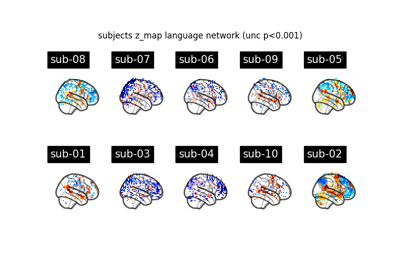 subjects z_map language network (unc p<0.001)
sub-08 sub-07 sub-06 sub-09 sub-05
sub-01 sub-03 sub-04 sub-10 sub-02